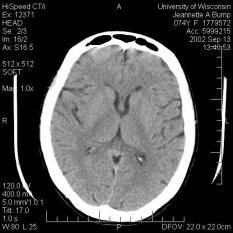 HiSpeed CT/i
Ex: 12371
HEAD
Se: 2/3
Im: 16/2
Ax: S16.5
512 x 512
SOFT
Mag: 1.0x
A
University of Wisconsin
Jeannette A Bump
074Y F 1779572
Acc: 5999215
2002 Sep 13
13:40:53
R
L
120.0 kV
400.0 mA
5.0 mm/1.0:1
Tilt: 17.0
1.0 s
W:80 L:25
P
DFOV: 22.0 x 22.0cm